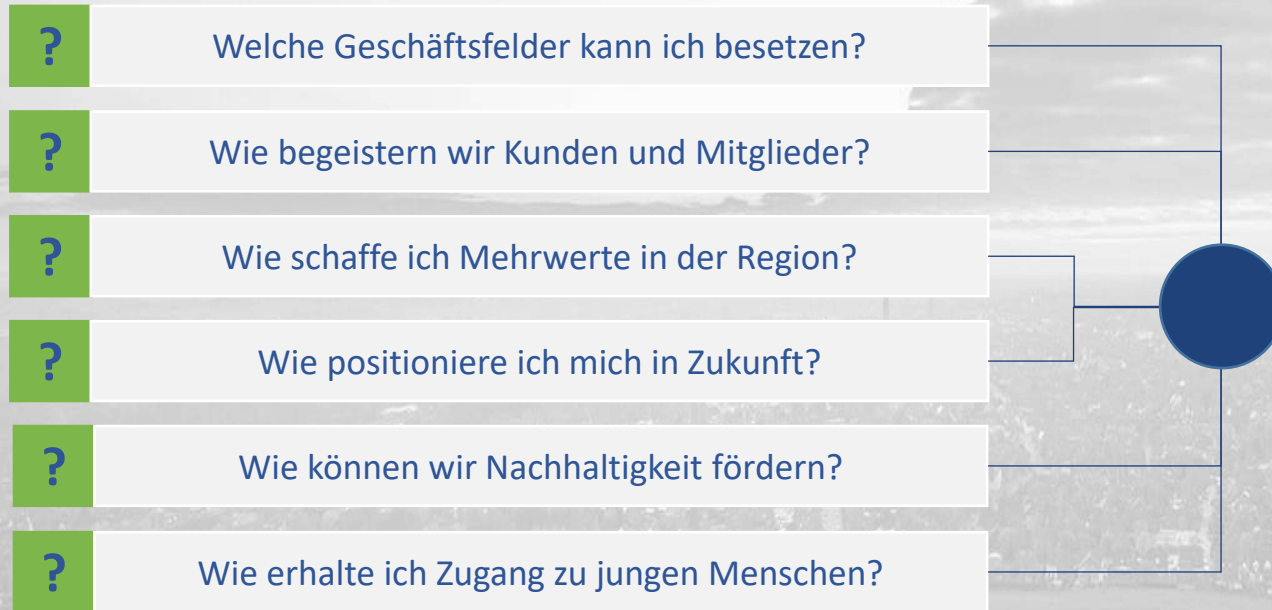 ? Welche Geschäftsfelder kann ich besetzen?
? Wie begeistern wir Kunden und Mitglieder?
? Wie schaffe ich Mehrwerte in der Region?
? Wie positioniere ich mich in Zukunft?
? Wie können wir Nachhaltigkeit fördern?
? Wie erhalte ich Zugang zu jungen Menschen?